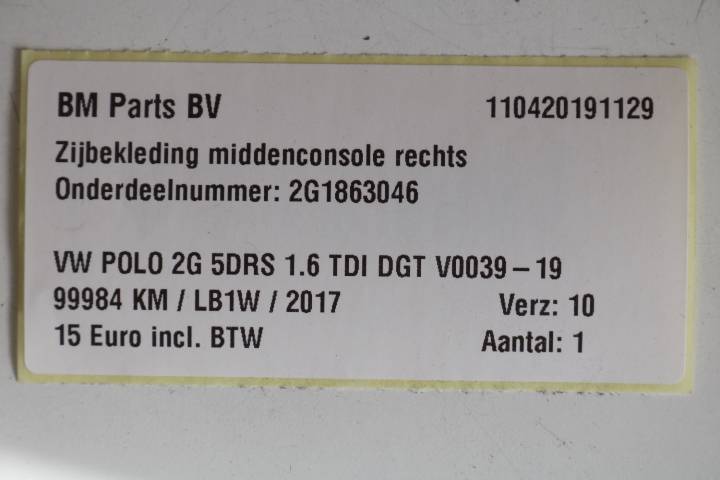 BM Parts BV 110420191129
Zijbekleding middenconsole rechts
Onderdeelnummer: 2G1863046
VW POLO 2G 5DRS 1.6 TDI DGT V0039 – 19
99984 KM / LB1W / 2017 Verz: 10
15 Euro incl. BTW Aantal: 1